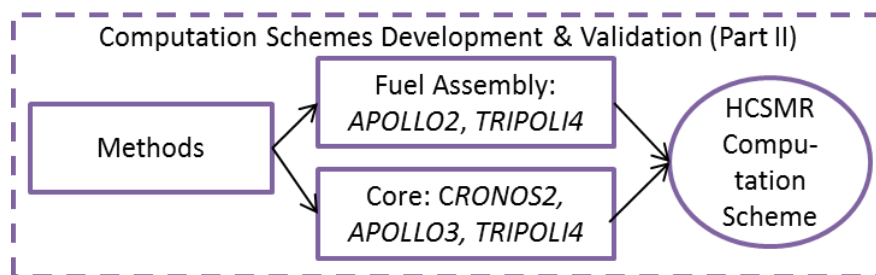 Computation Schemes Development & Validation (Part II)
Methods
Fuel Assembly:
APOLLO2, TRIPOLI4
Core: CRONOS2,
APOLLO3, TRIPOLI4
HCSMR
Compu-
tation
Scheme